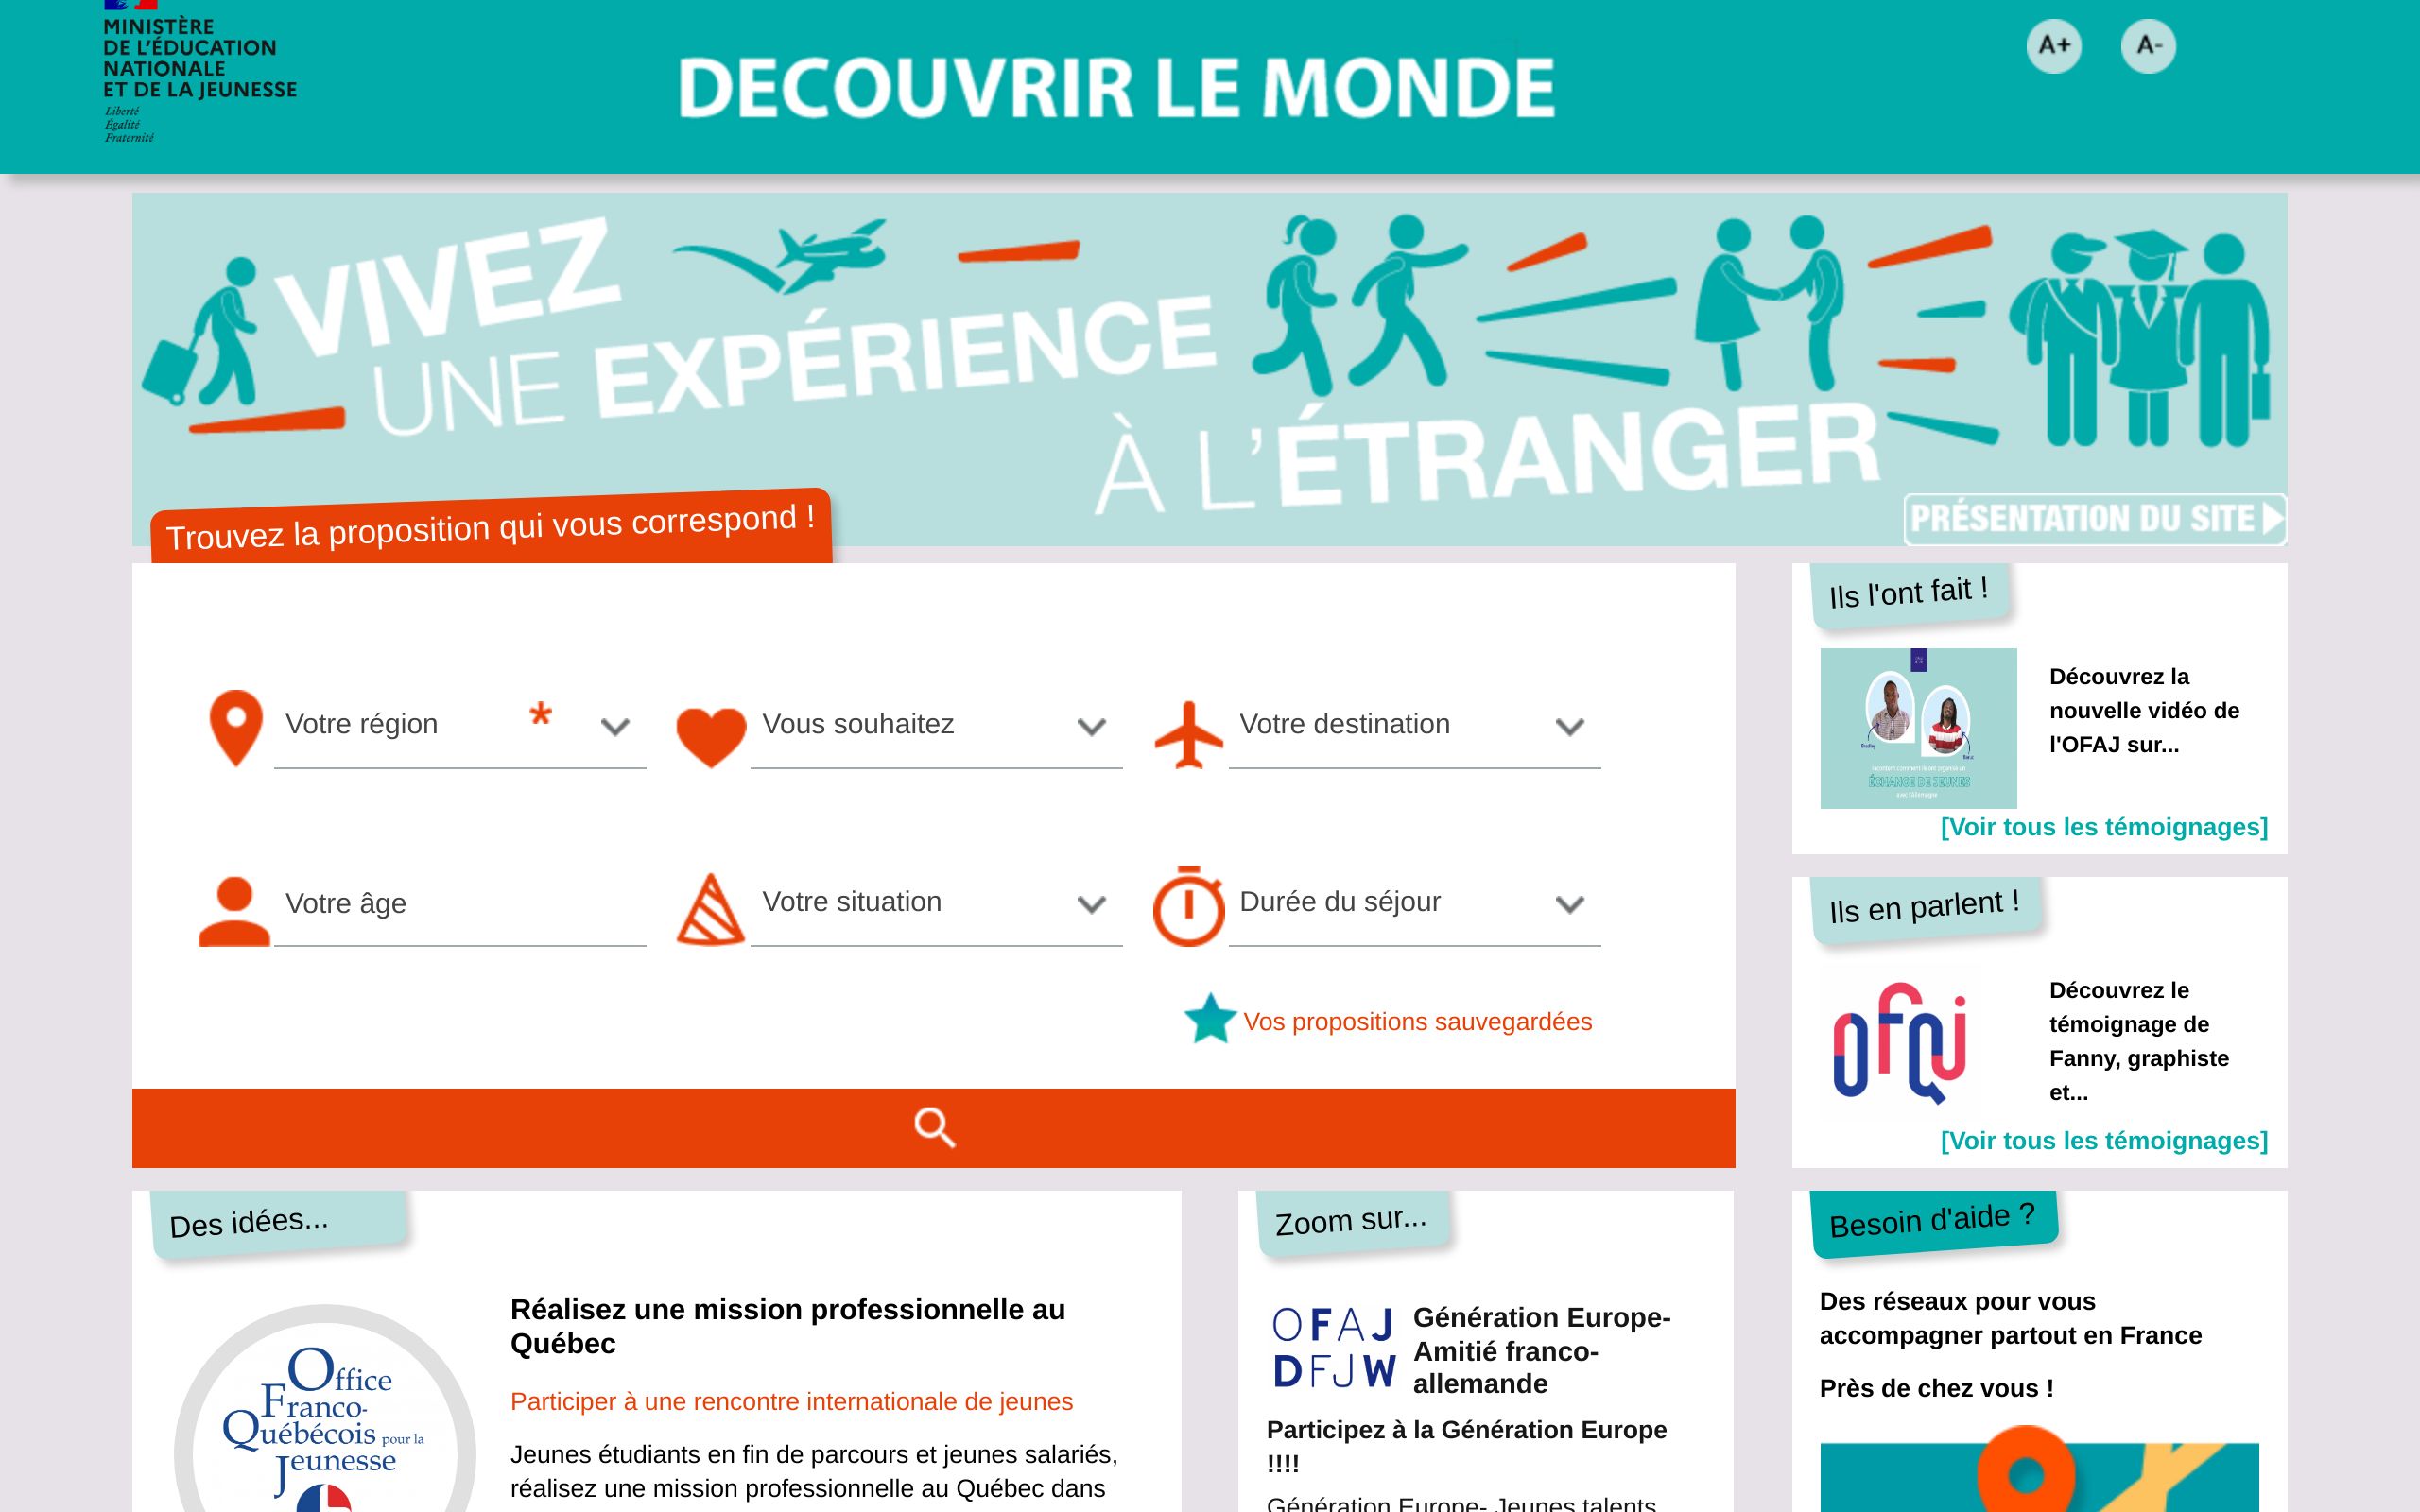 MINISTÈRE
DE L'ÉDUCATION
NATIONALE
ET DE LA JEUNESSE
Liberté
Égalité
Fraternité
DECOUVRIR LE MONDE
A+
A-
VIVEZ
UNE EXPÉRIENCE
À L'ÉTRANGER
PRÉSENTATION DU SITE
Trouvez la proposition qui vous correspond !
Votre région *
Vous souhaitez
Votre destination
Votre âge
Votre situation
Durée du séjour
Vos propositions sauvegardées
Ils l'ont fait !
ÉCHANGE DE JEUNES
avec l'Allemagne
Découvrez la
nouvelle vidéo de
l'OFAJ sur...
[Voir tous les témoignages]
Ils en parlent !
ofqj
Découvrez le
témoignage de
Fanny, graphiste
et...
[Voir tous les témoignages]
Des idées...
Office
Franco-
Québécois pour la
Jeunesse
Réalisez une mission professionnelle au
Québec
Participer à une rencontre internationale de jeunes
Jeunes étudiants en fin de parcours et jeunes salariés,
réalisez une mission professionnelle au Québec dans
Zoom sur...
OFAJ
DFJW
Génération Europe-
Amitié franco-
allemande
Participez à la Génération Europe
!!!!
Génération Europe- Jeunes talents
Besoin d'aide ?
Des réseaux pour vous
accompagner partout en France
Près de chez vous !